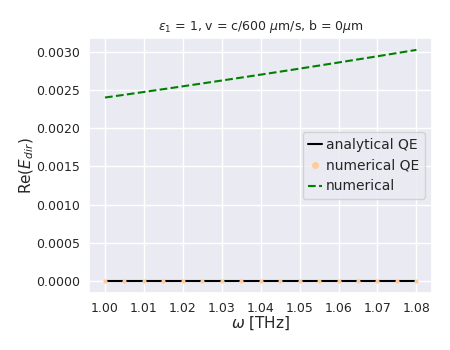 ε₁ = 1, v = c/600 μm/s, b = 0μm
0.0030
0.0025
0.0020
0.0015
0.0010
0.0005
0.0000
Re(E_dir)
analytical QE
numerical QE
numerical
1.00 1.01 1.02 1.03 1.04 1.05 1.06 1.07 1.08
ω [THz]